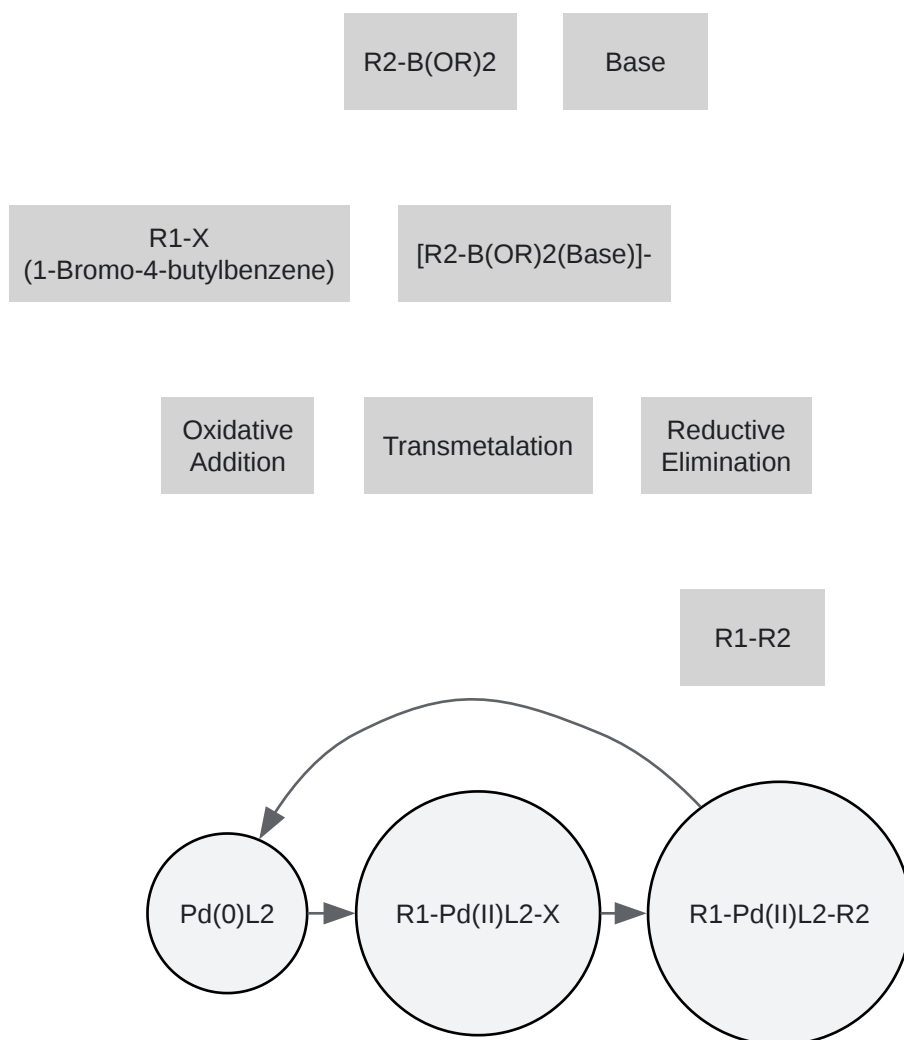 R2-B(OR)2
Base
R1-X
(1-Bromo-4-butylbenzene)
[R2-B(OR)2(Base)]-
Oxidative
Addition
Transmetalation
Reductive
Elimination
R1-R2
Pd(0)L2
R1-Pd(II)L2-X
R1-Pd(II)L2-R2